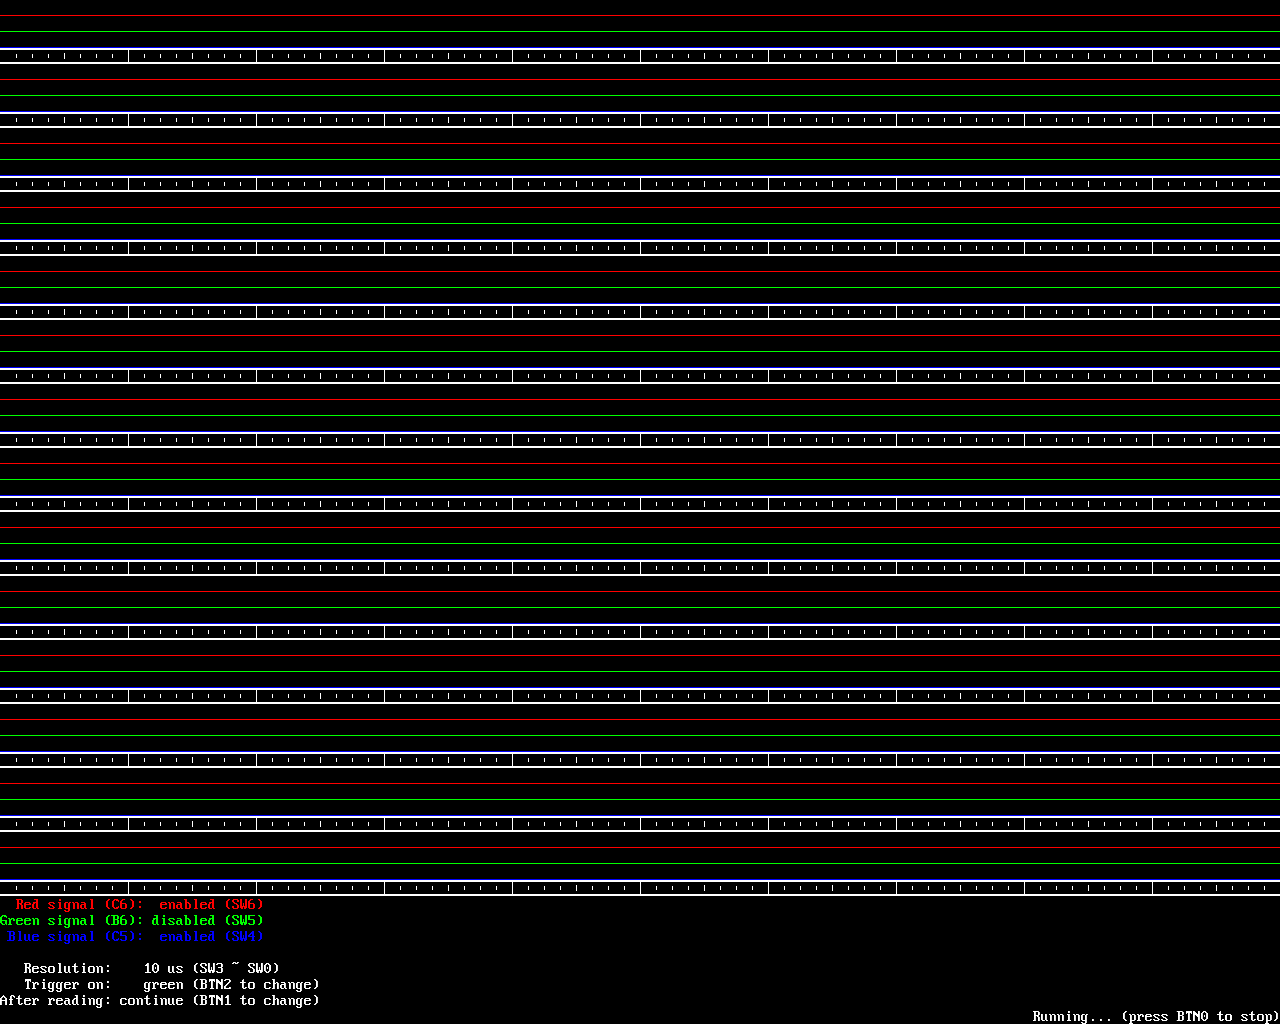 Red signal (C6): enabled (SW6)
Green signal (B6): disabled (SW5)
Blue signal (C5): enabled (SW4)
Resolution: 10 us (SW3 ~ SW0)
Trigger on: green (BTN2 to change)
After reading: continue (BTN1 to change)
Running... (press BTN0 to stop)